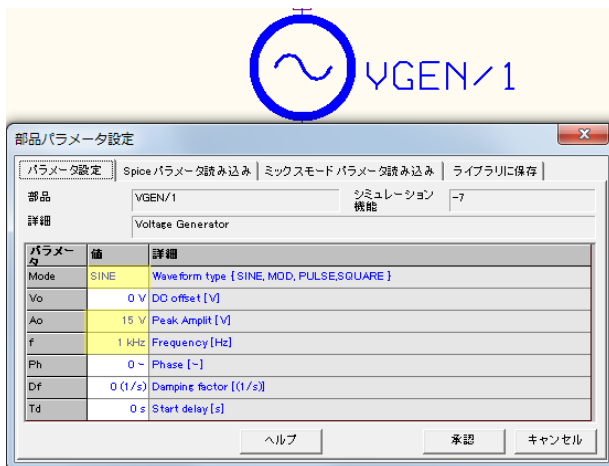 VGEN/1
部品パラメータ設定
パラメータ設定 Spice パラメータ読み込み ミックスモード パラメータ読み込み ライブラリに保存
部品 VGEN/1 シミュレーション機能 -7
詳細 Voltage Generator
パラメータ 値 詳細
Mode SINE Waveform type { SINE, MOD, PULSE,SQUARE }
Vo 0 V DC offset [V]
Ao 15 V Peak Amplit [V]
f 1 kHz Frequency [Hz]
Ph 0 ~ Phase [~]
Df 0 (1/s) Damping factor [(1/s)]
Td 0 s Start delay [s]
ヘルプ 承認 キャンセル